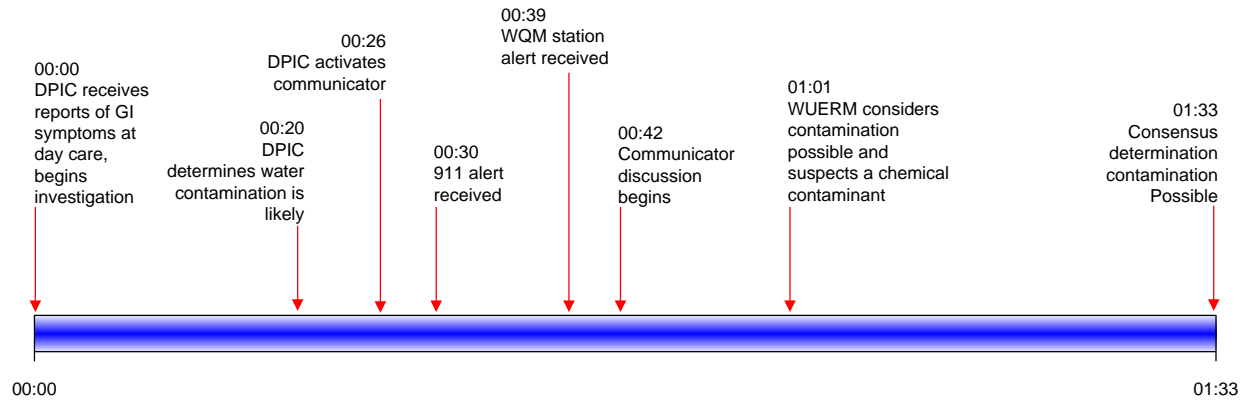 00:00
DPIC receives
reports of GI
symptoms at
day care,
begins
investigation
00:20
DPIC
determines water
contamination is
likely
00:26
DPIC activates
communicator
00:30
911 alert
received
00:39
WQM station
alert received
00:42
Communicator
discussion
begins
01:01
WUERM considers
contamination
possible and
suspects a chemical
contaminant
01:33
Consensus
determination
contamination
Possible
00:00
01:33